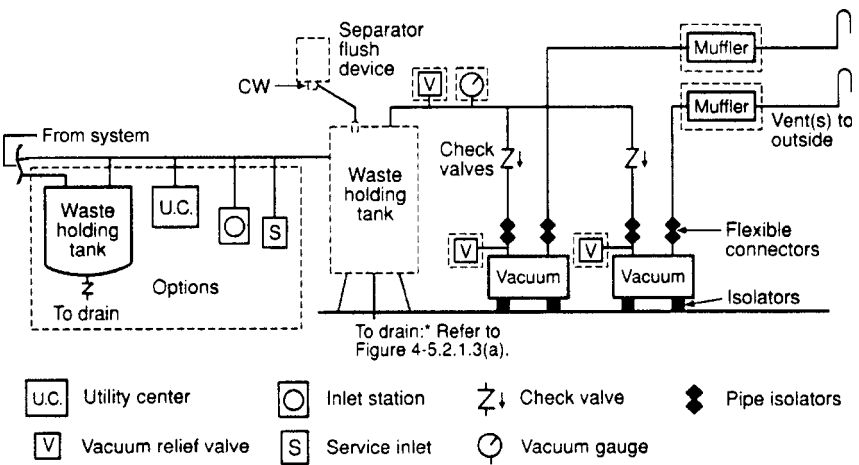 Separator
flush
device
CW
V
Muffler
Muffler
Vent(s) to
outside
From system
Check
valves
Waste
holding
tank
U.C.
S
Waste
holding
tank
Options
To drain
V
V
Vacuum
Vacuum
Flexible
connectors
Isolators
To drain:* Refer to
Figure 4-5.2.1.3(a).
U.C. Utility center
Inlet station
Check valve
Pipe isolators
V Vacuum relief valve
S Service inlet
Vacuum gauge